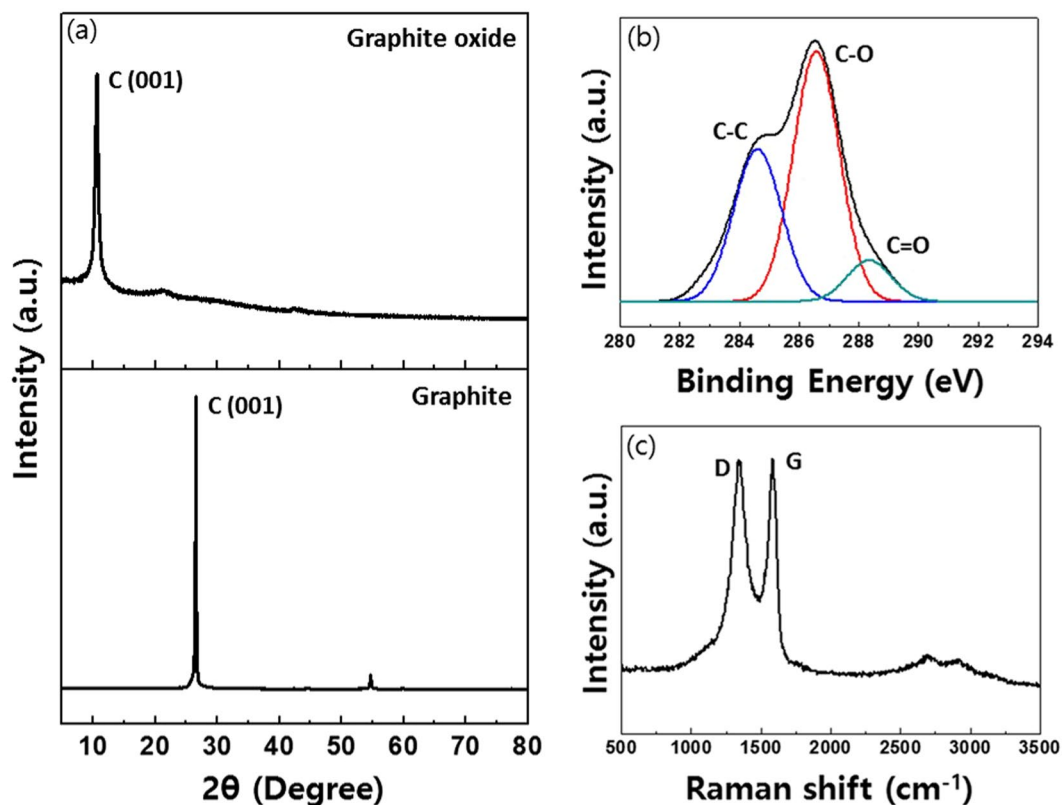 (a)
Graphite oxide
C (001)
Graphite
C (001)
Intensity (a.u.)
10 20 30 40 50 60 70 80
2θ (Degree)
(b)
C-O
C-C
C=O
Intensity (a.u.)
280 282 284 286 288 290 292 294
Binding Energy (eV)
(c)
D G
Intensity (a.u.)
500 1000 1500 2000 2500 3000 3500
Raman shift (cm⁻¹)